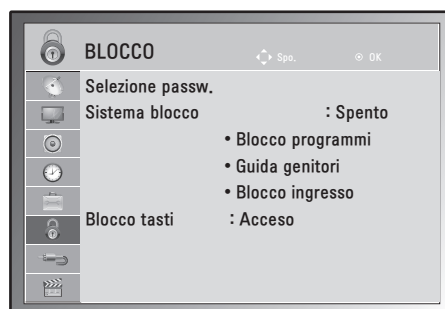 BLOCCO Spo. OK
Selezione passw.
Sistema blocco : Spento
• Blocco programmi
• Guida genitori
• Blocco ingresso
Blocco tasti : Acceso